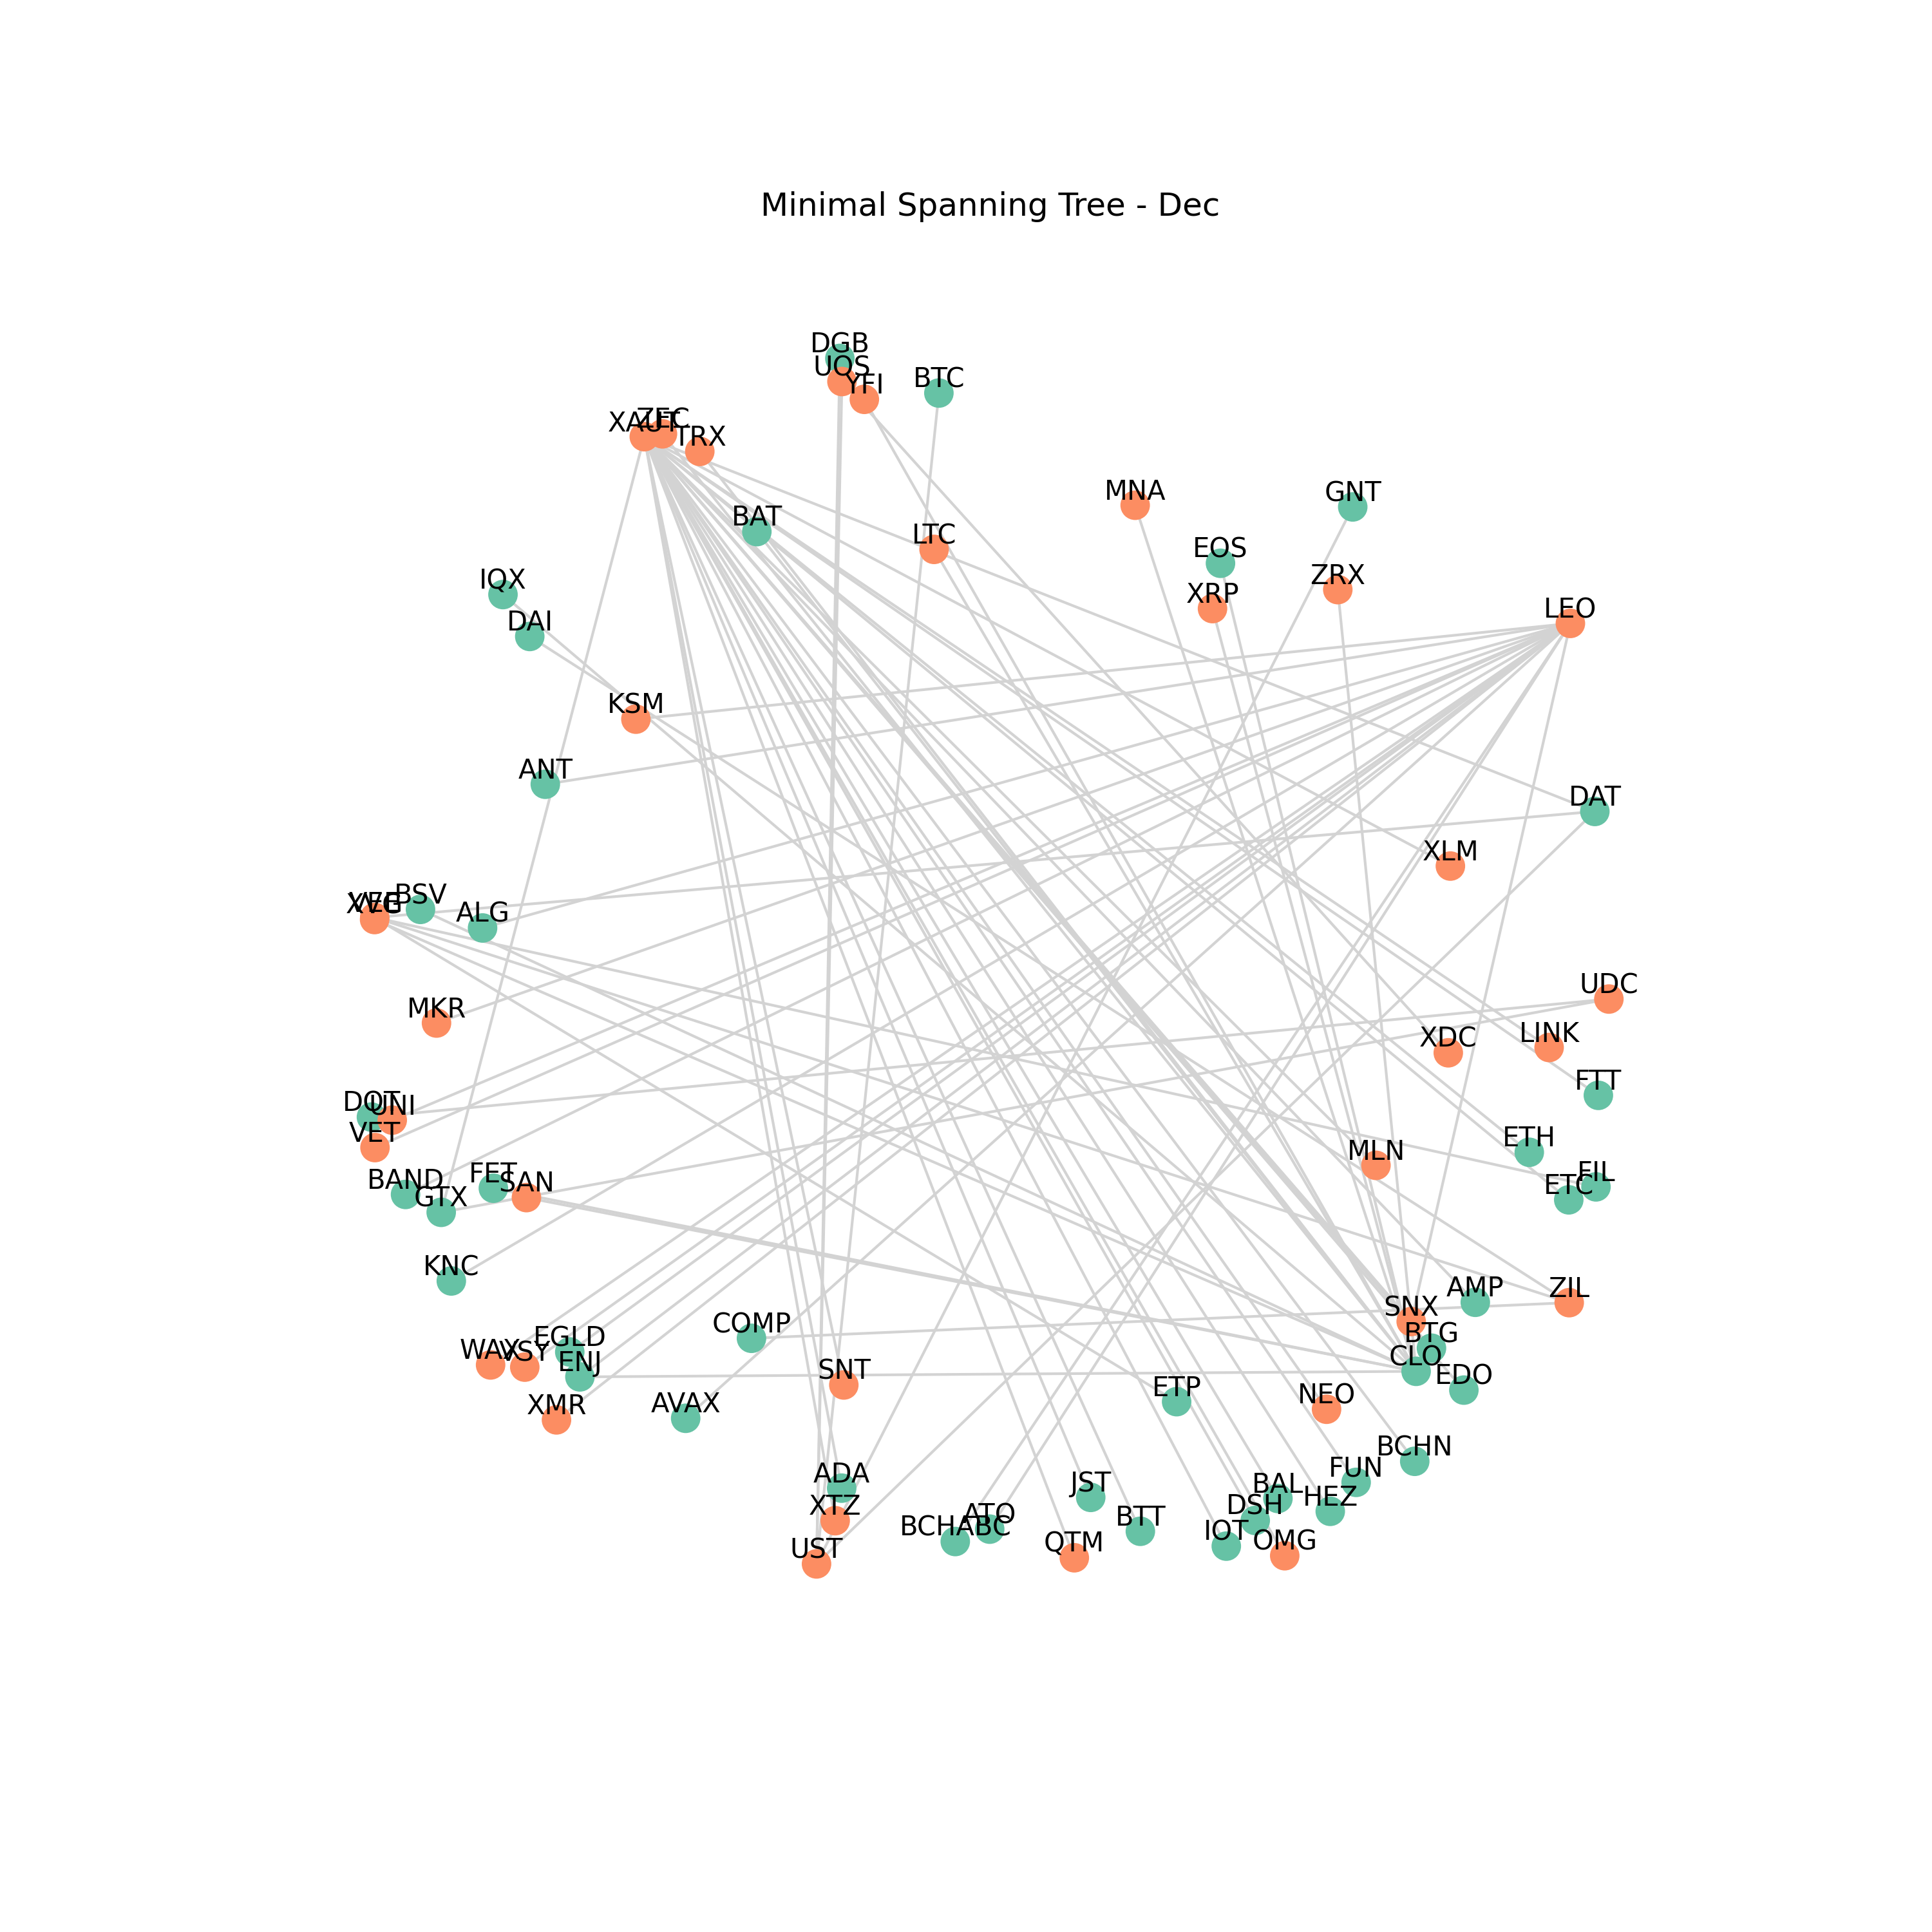 Minimal Spanning Tree - Dec
DGB
UOS
YFI
BTC
XAUT
ZEC
TRX
MNA
GNT
BAT
LTC
EOS
ZRX
IQX
XRP
LEO
DAI
KSM
ANT
DAT
XLM
BSV
ALG
UDC
MKR
XDC
LINK
FTT
DOT
UNI
VET
ETH
MLN
BAND
FET
SAN
FIL
ETC
GTX
KNC
AMP
ZIL
SNX
COMP
BTG
EGLD
WAX
VSY
ENJ
CLO
SNT
EDO
ETP
NEO
XMR
AVAX
BCHN
ADA
JST
FUN
BAL
HEZ
XTZ
DSH
ATO
BCHABC
BTT
IOT
OMG
QTM
UST